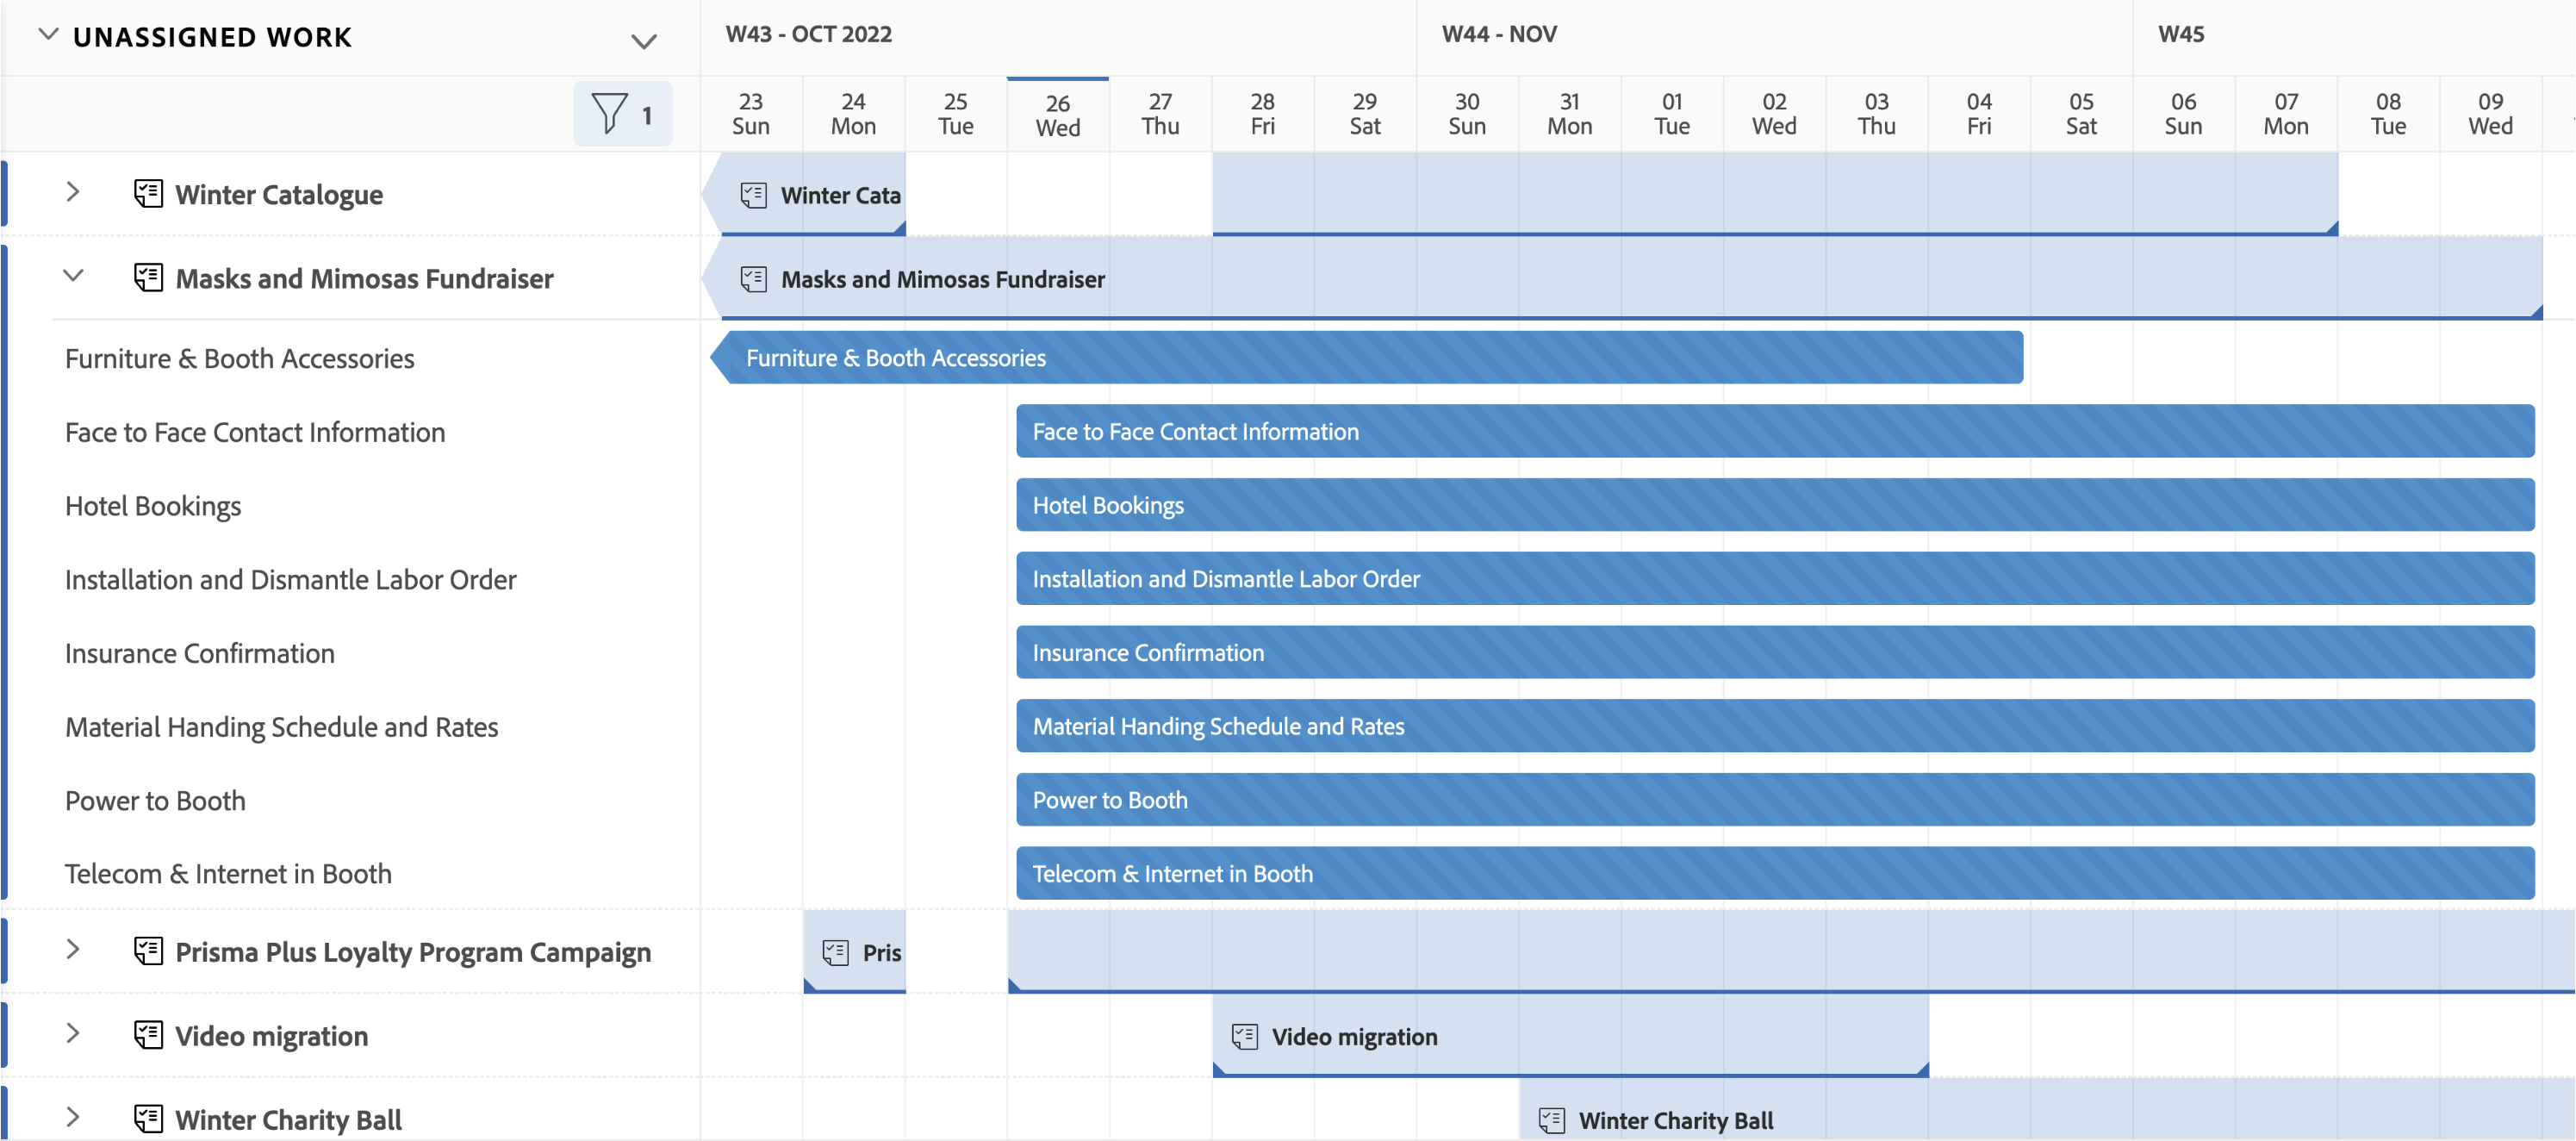 UNASSIGNED WORK
W43 - OCT 2022
W44 - NOV
W45
1
23 Sun
24 Mon
25 Tue
26 Wed
27 Thu
28 Fri
29 Sat
30 Sun
31 Mon
01 Tue
02 Wed
03 Thu
04 Fri
05 Sat
06 Sun
07 Mon
08 Tue
09 Wed
Winter Catalogue
Winter Cata
Masks and Mimosas Fundraiser
Masks and Mimosas Fundraiser
Furniture & Booth Accessories
Furniture & Booth Accessories
Face to Face Contact Information
Face to Face Contact Information
Hotel Bookings
Hotel Bookings
Installation and Dismantle Labor Order
Installation and Dismantle Labor Order
Insurance Confirmation
Insurance Confirmation
Material Handing Schedule and Rates
Material Handing Schedule and Rates
Power to Booth
Power to Booth
Telecom & Internet in Booth
Telecom & Internet in Booth
Prisma Plus Loyalty Program Campaign
Pris
Video migration
Video migration
Winter Charity Ball
Winter Charity Ball